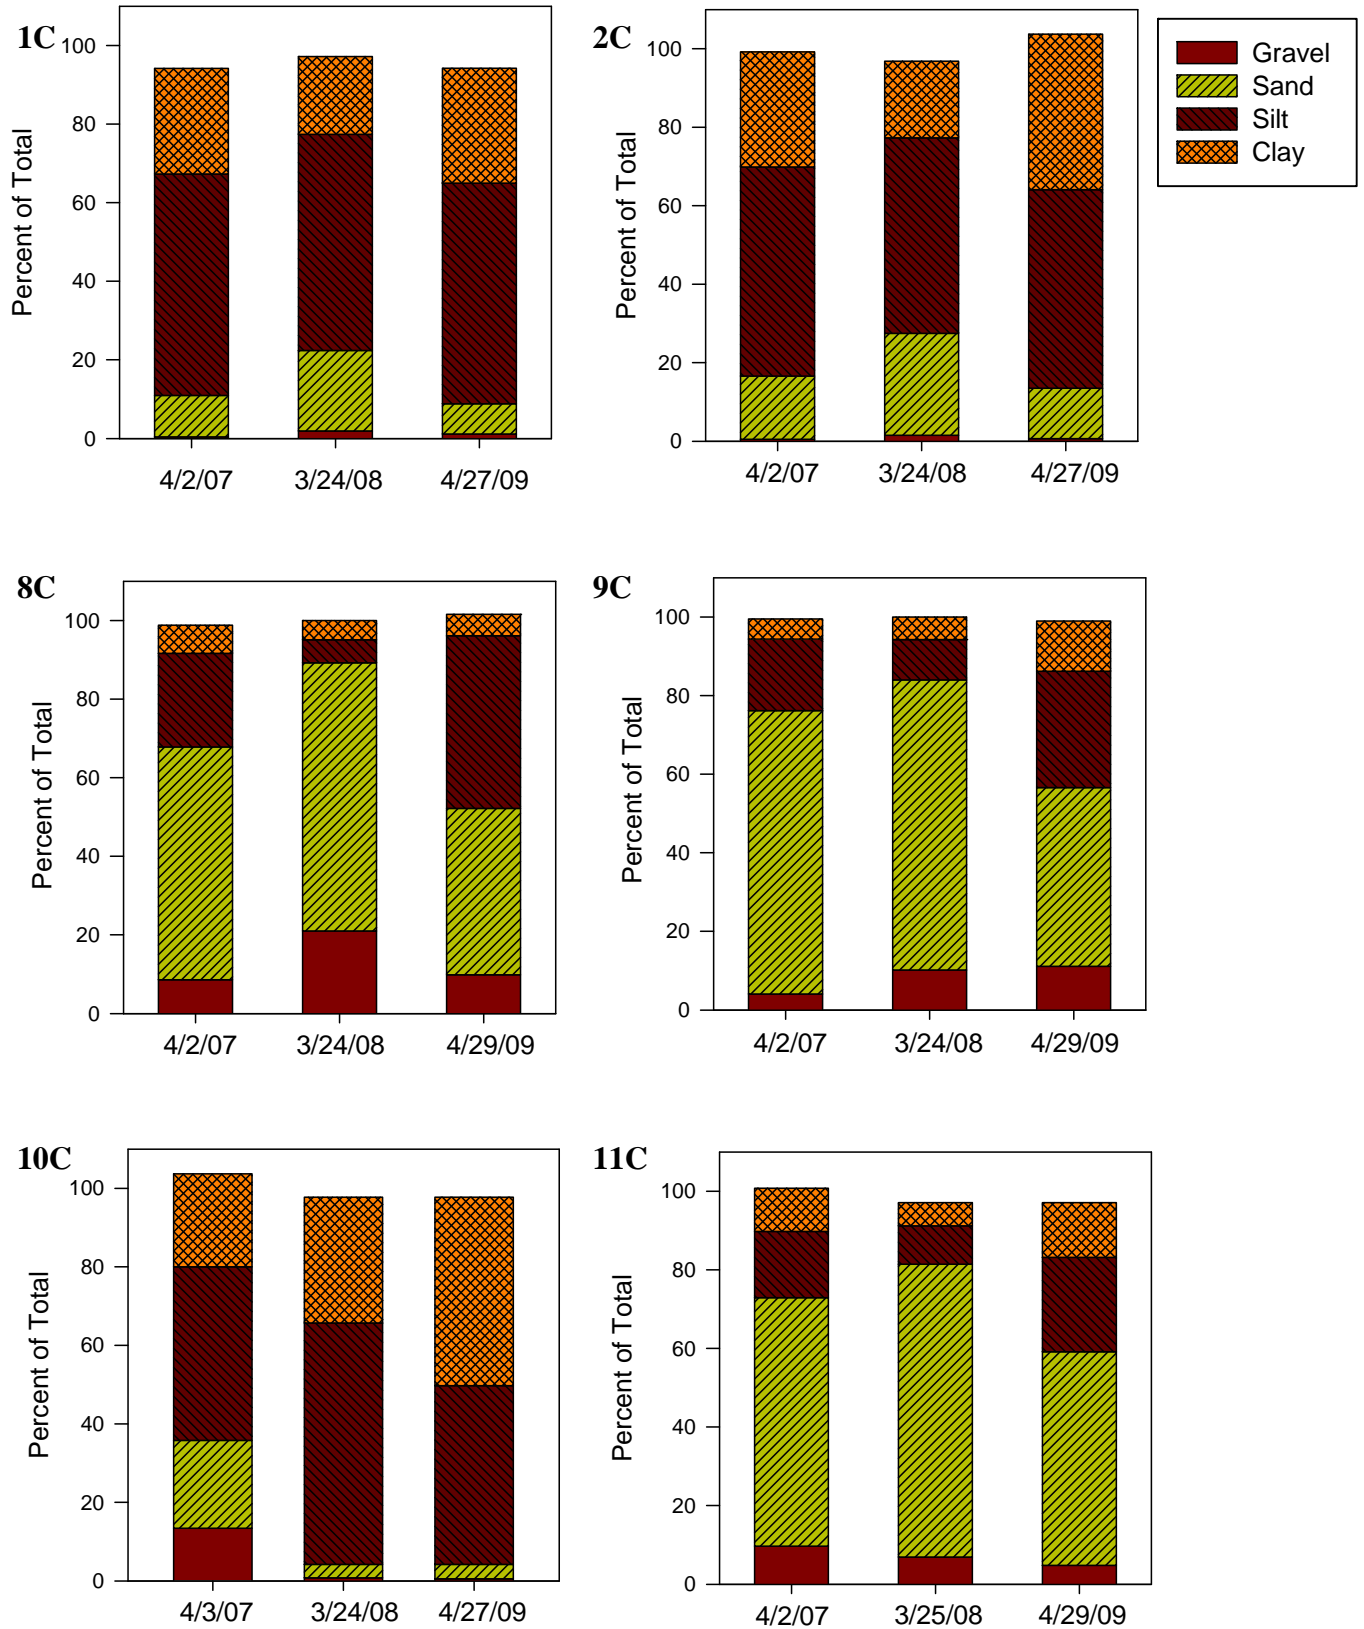 1C
Percent of Total
100
80
60
40
20
0
4/2/07 3/24/08 4/27/09
2C
Percent of Total
100
80
60
40
20
0
4/2/07 3/24/08 4/27/09
Gravel
Sand
Silt
Clay
8C
Percent of Total
100
80
60
40
20
0
4/2/07 3/24/08 4/29/09
9C
Percent of Total
100
80
60
40
20
0
4/2/07 3/24/08 4/29/09
10C
Percent of Total
100
80
60
40
20
0
4/3/07 3/24/08 4/27/09
11C
Percent of Total
100
80
60
40
20
0
4/2/07 3/25/08 4/29/09